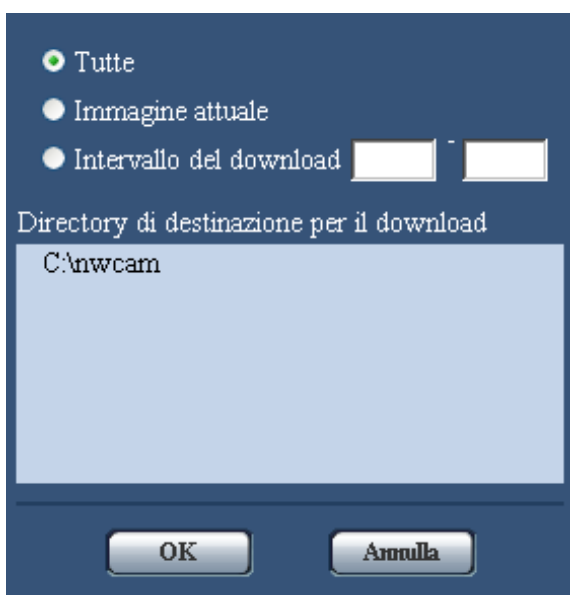 Tutte
Immagine attuale
Intervallo del download -
Directory di destinazione per il download
C:\nwcam
OK Annulla